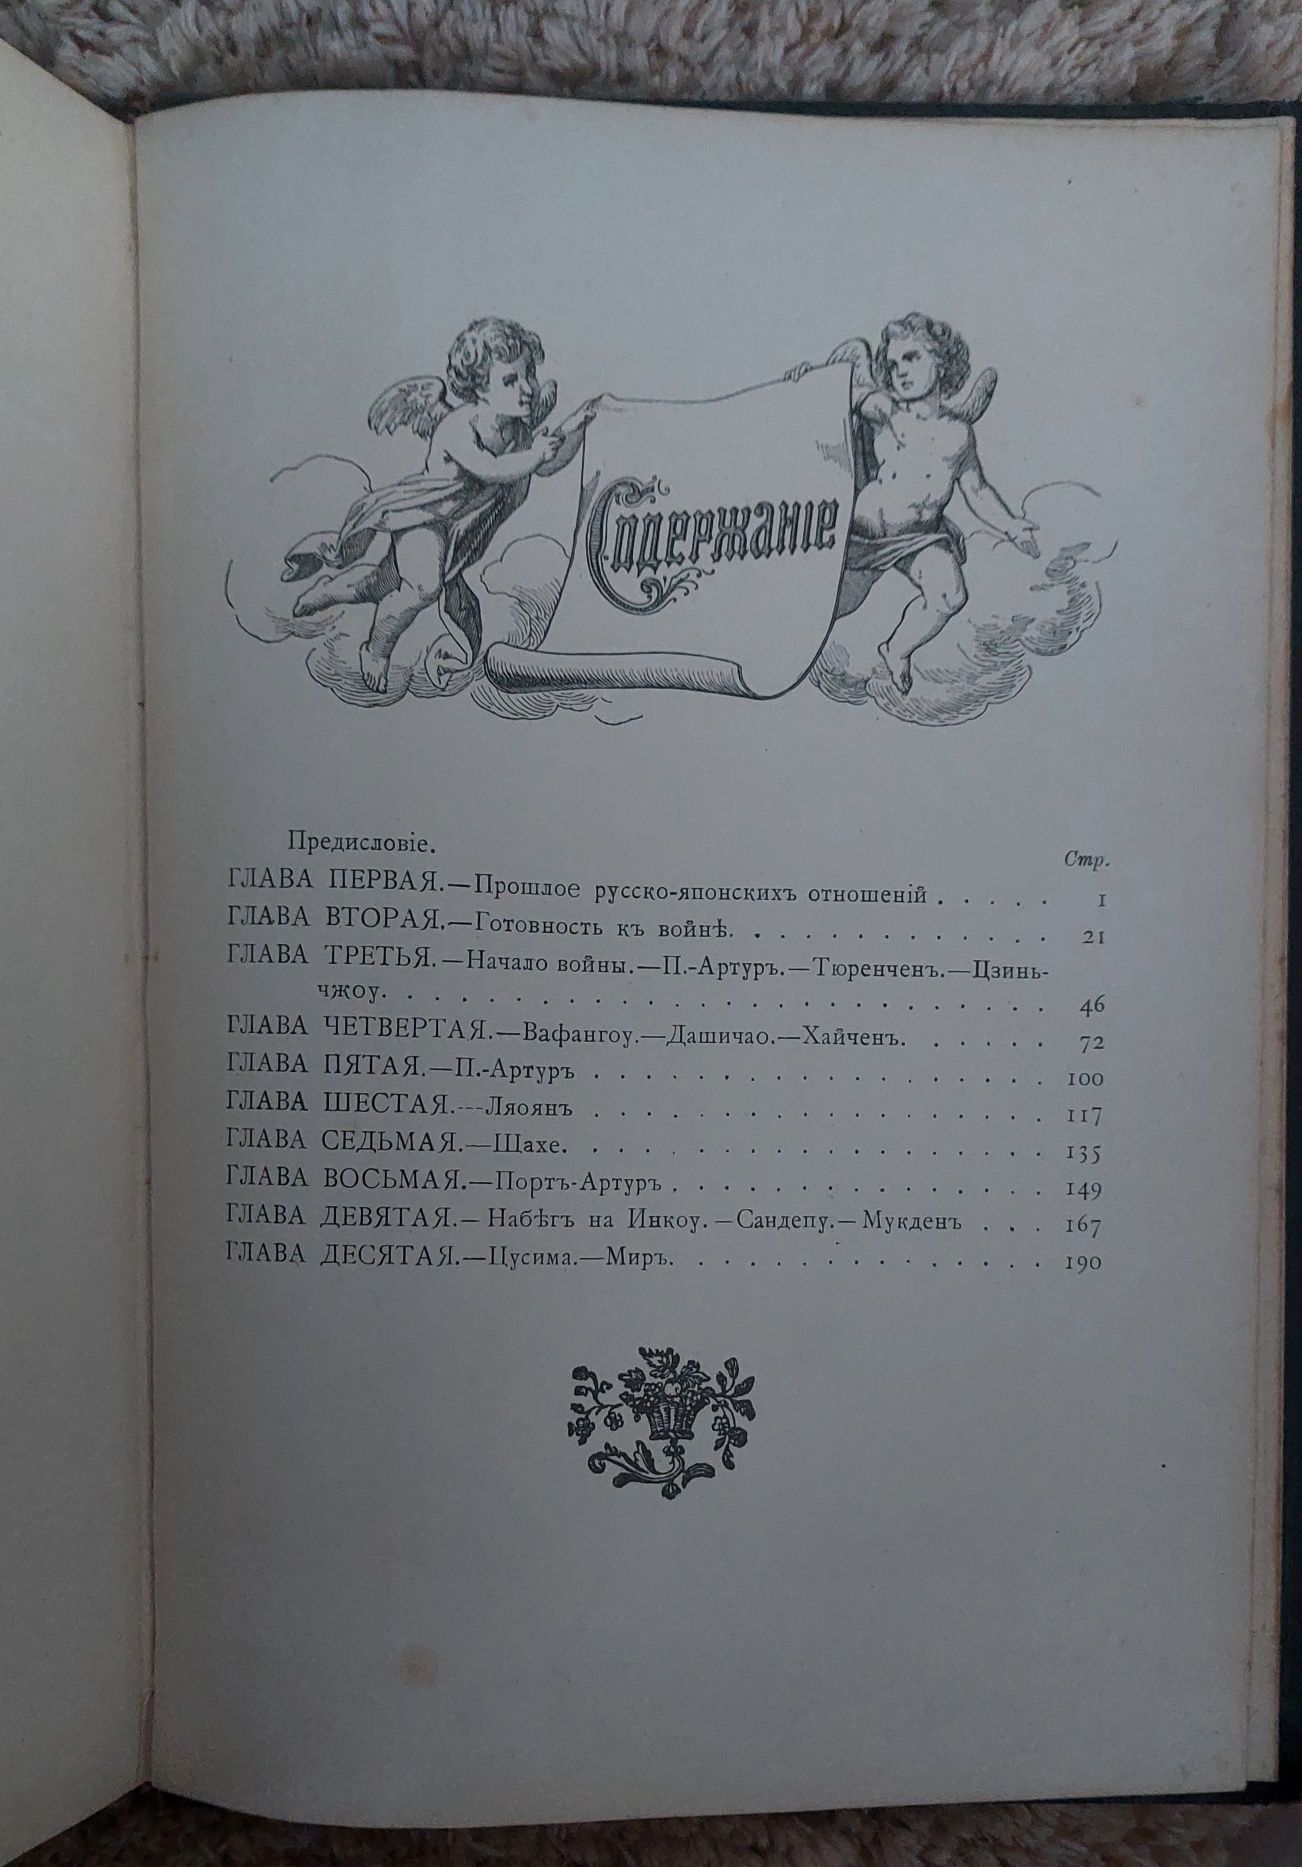 Содержаніе
Предисловіе.
Стр.
ГЛАВА ПЕРВАЯ.—Прошлое русско-японскихъ отношеній . . . . . 1
ГЛАВА ВТОРАЯ.—Готовность къ войнѣ. . . . . . . . . . . . . 21
ГЛАВА ТРЕТЬЯ.—Начало войны.—П.-Артуръ.—Тюренченъ.—Цзинь-
чжоу. . . . . . . . . . . . . . . . . . . . . . . . . . 46
ГЛАВА ЧЕТВЕРТАЯ.—Вафангоу.—Дашичао.—Хайченъ. . . . . . 72
ГЛАВА ПЯТАЯ.—П.-Артуръ . . . . . . . . . . . . . . . . . . 100
ГЛАВА ШЕСТАЯ.---Ляоянъ . . . . . . . . . . . . . . . . . . 117
ГЛАВА СЕДЬМАЯ.—Шахе. . . . . . . . . . . . . . . . . . . 135
ГЛАВА ВОСЬМАЯ.—Портъ-Артуръ . . . . . . . . . . . . . . . 149
ГЛАВА ДЕВЯТАЯ.—Набѣгъ на Инкоу.—Сандепу.—Мукденъ . . . 167
ГЛАВА ДЕСЯТАЯ.—Цусима.—Миръ. . . . . . . . . . . . . . . 190